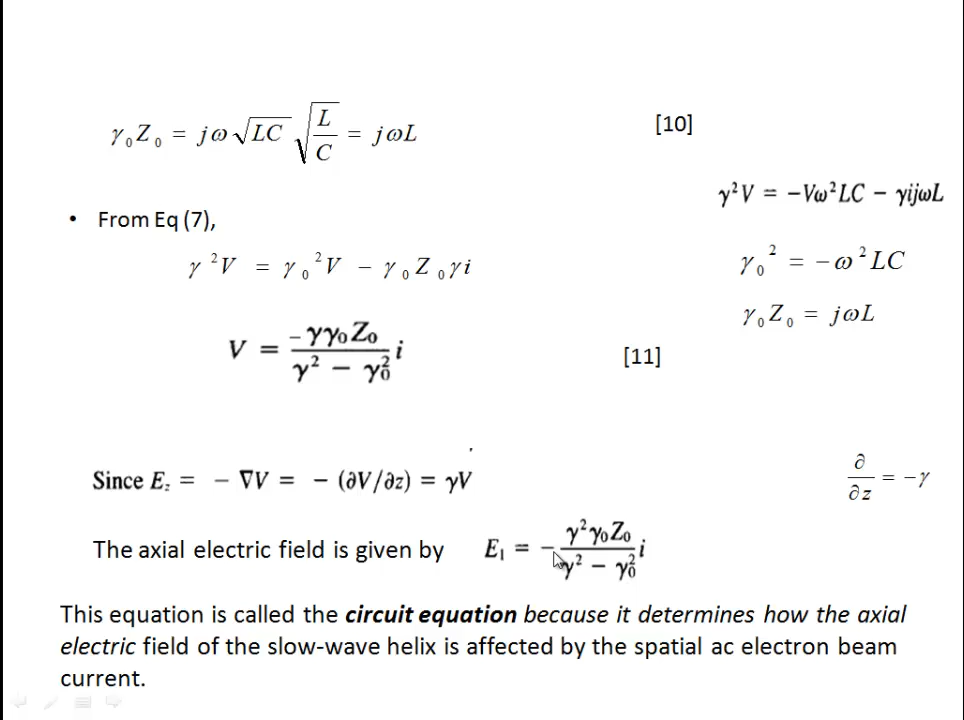 γ₀Z₀ = jω√LC √(L/C) = jωL [10]
γ²V = −Vω²LC − γijωL
• From Eq (7),
γ²V = γ₀²V − γ₀Z₀γi
γ₀² = −ω²LC
γ₀Z₀ = jωL
V = (−γγ₀Z₀)/(γ² − γ₀²) i [11]
Since E_z = − ∇V = − (∂V/∂z) = γV
∂/∂z = −γ
The axial electric field is given by E₁ = − (γ²γ₀Z₀)/(γ² − γ₀²) i
This equation is called the circuit equation because it determines how the axial
electric field of the slow-wave helix is affected by the spatial ac electron beam
current.